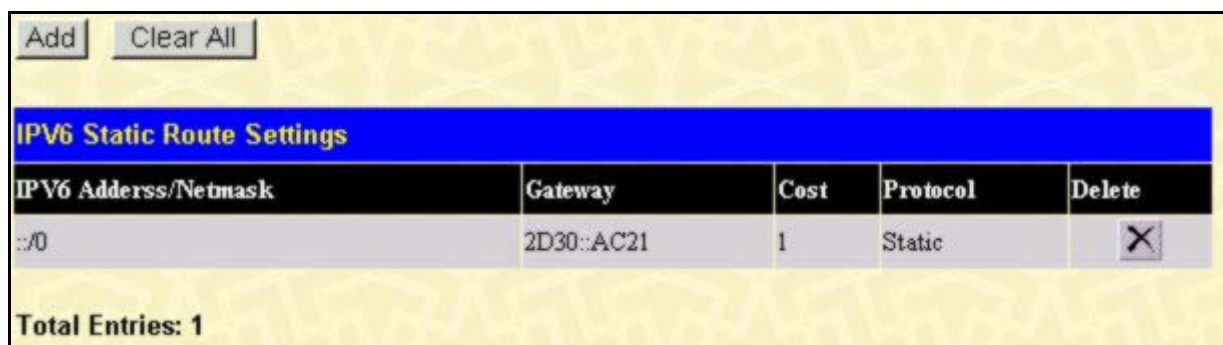 Add Clear All
IPV6 Static Route Settings
IPV6 Adderss/Netmask Gateway Cost Protocol Delete
::/0 2D30::AC21 1 Static X
Total Entries: 1